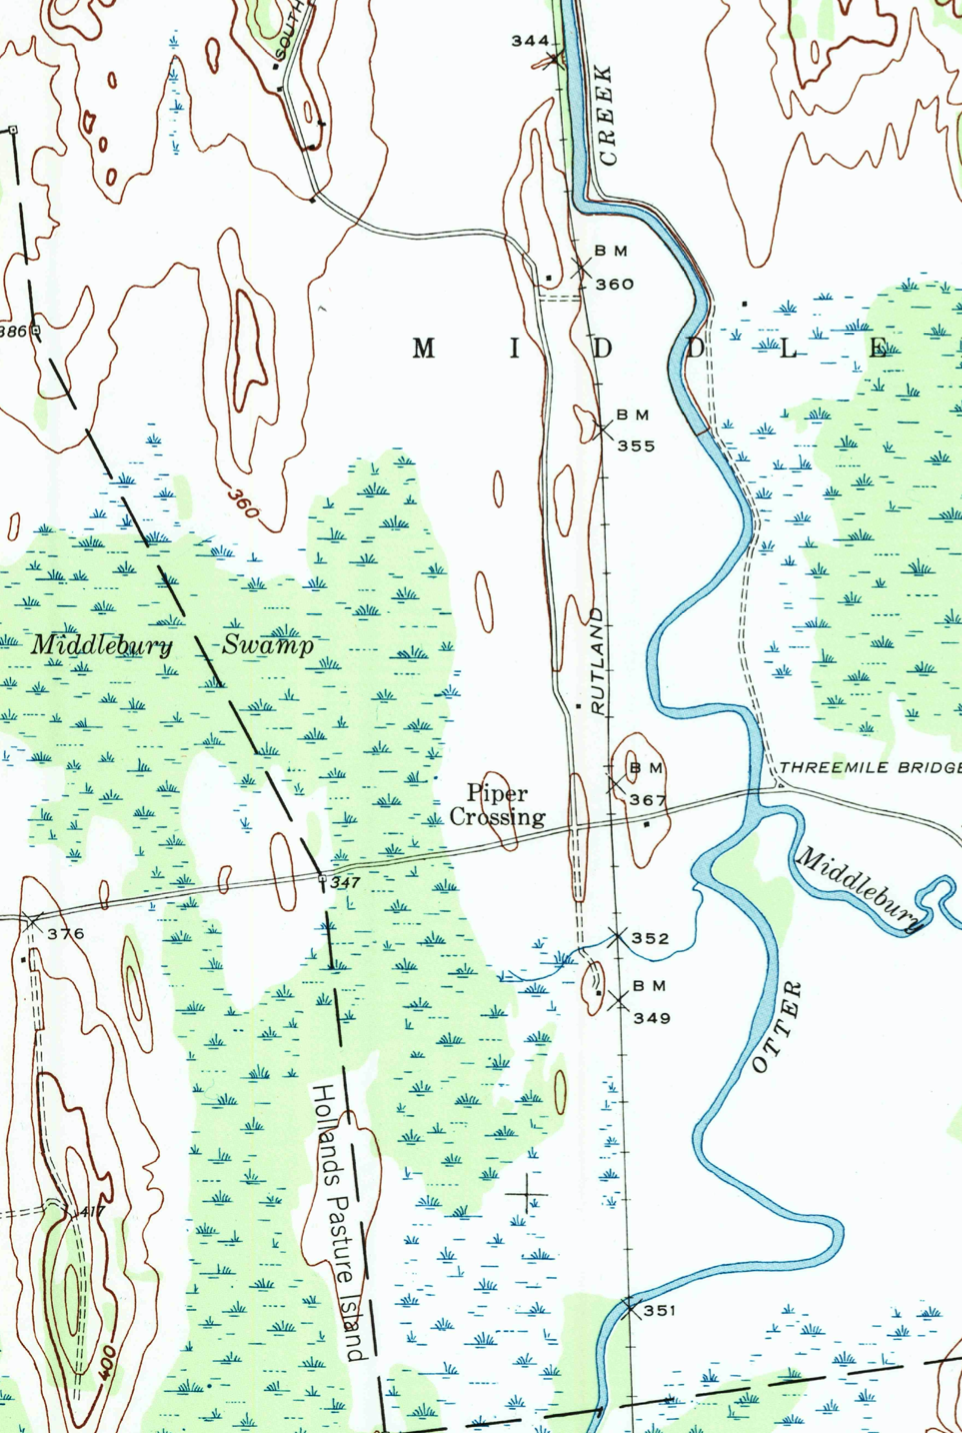 SOUTH
344
CREEK
BM
360
386
M I D D L E
BM
355
360
Middlebury Swamp
RUTLAND
THREEMILE BRIDGE
BM
367
Piper
Crossing
347
Middlebury
376
352
BM
349
OTTER
Hollands Pasture Island
417
351
400